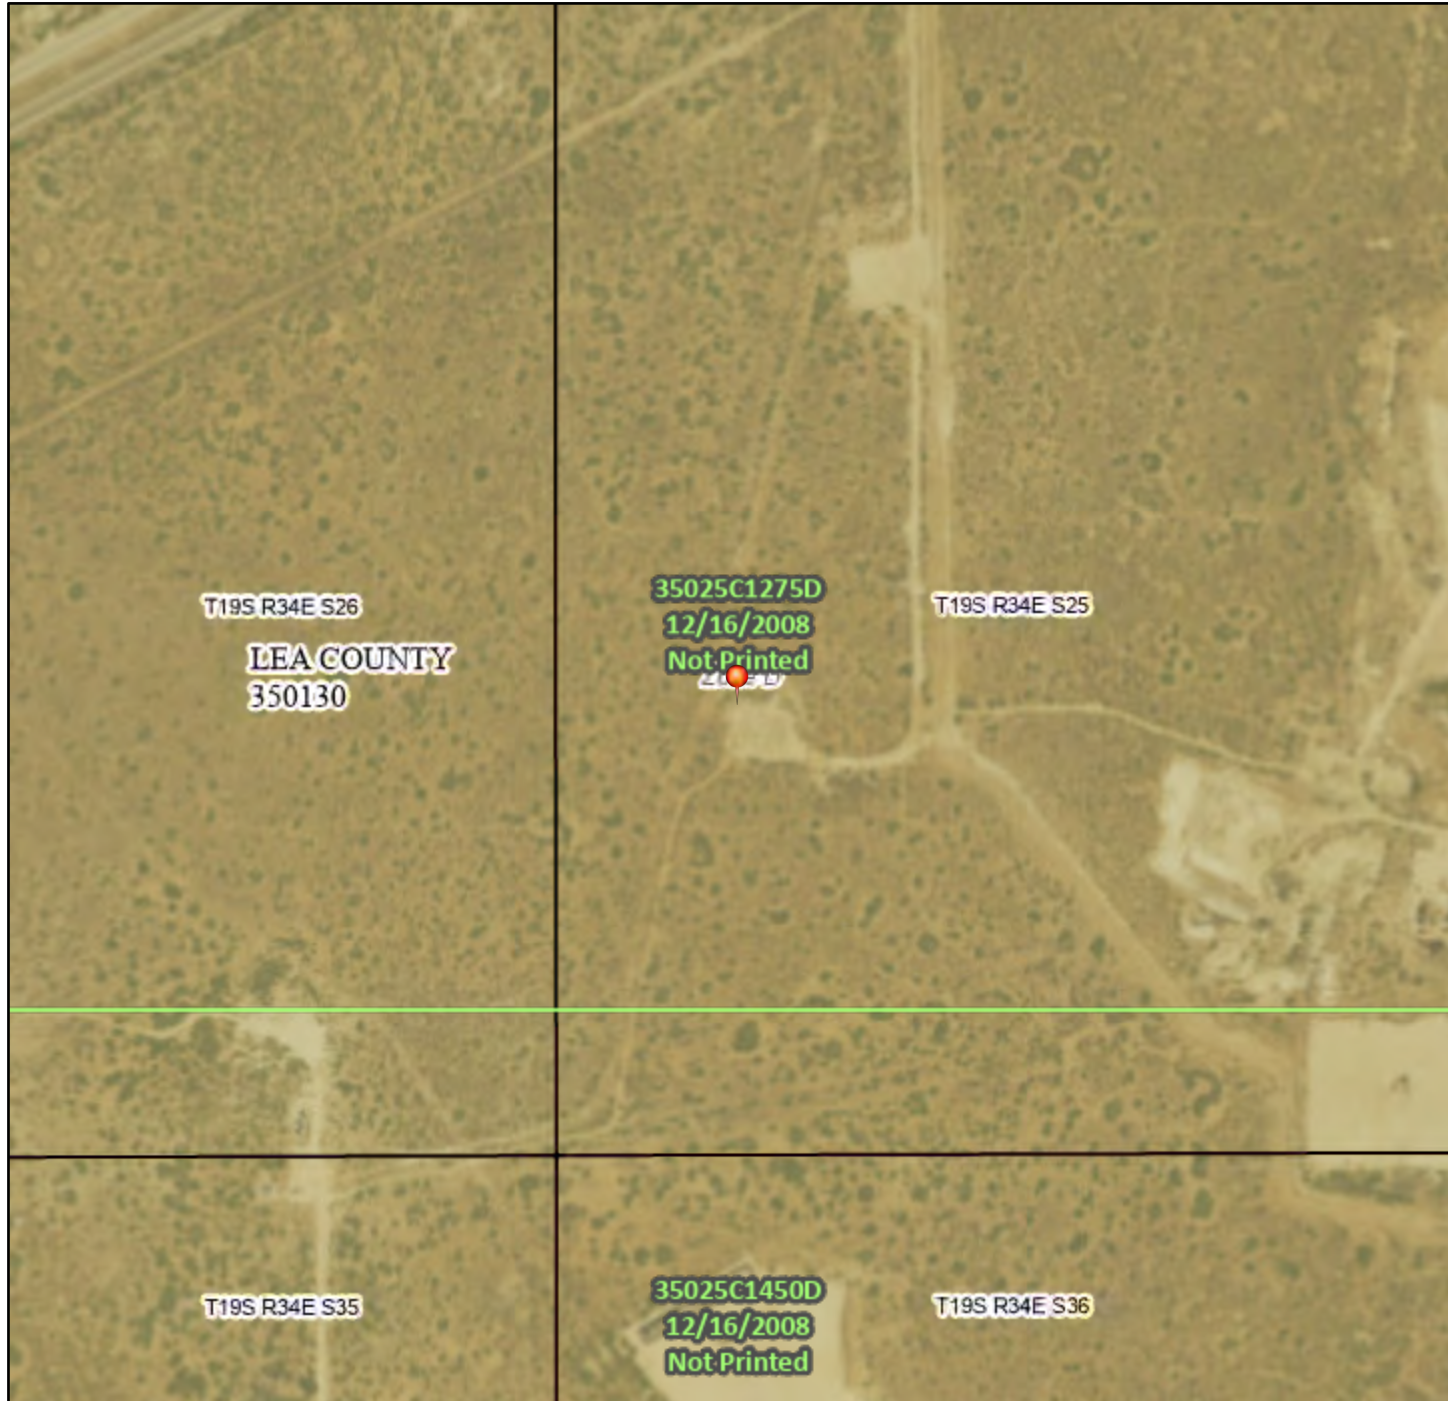 35025C1275D
12/16/2008
Not Printed
T19S R34E S26
T19S R34E S25
LEA COUNTY
350130
35025C1450D
12/16/2008
Not Printed
T19S R34E S35
T19S R34E S36